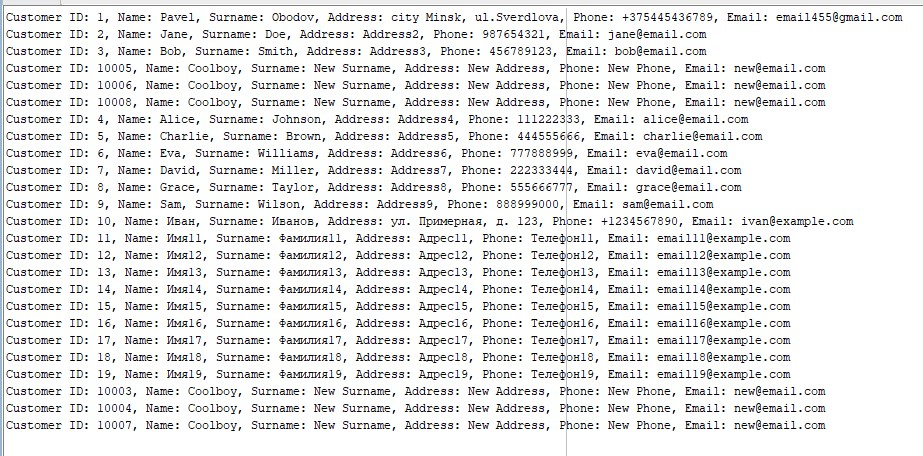 Customer ID: 1, Name: Pavel, Surname: Obodov, Address: city Minsk, ul.Sverdlova, Phone: +375445436789, Email: email455@gmail.com
Customer ID: 2, Name: Jane, Surname: Doe, Address: Address2, Phone: 987654321, Email: jane@email.com
Customer ID: 3, Name: Bob, Surname: Smith, Address: Address3, Phone: 456789123, Email: bob@email.com
Customer ID: 10005, Name: Coolboy, Surname: New Surname, Address: New Address, Phone: New Phone, Email: new@email.com
Customer ID: 10006, Name: Coolboy, Surname: New Surname, Address: New Address, Phone: New Phone, Email: new@email.com
Customer ID: 10008, Name: Coolboy, Surname: New Surname, Address: New Address, Phone: New Phone, Email: new@email.com
Customer ID: 4, Name: Alice, Surname: Johnson, Address: Address4, Phone: 111222333, Email: alice@email.com
Customer ID: 5, Name: Charlie, Surname: Brown, Address: Address5, Phone: 444555666, Email: charlie@email.com
Customer ID: 6, Name: Eva, Surname: Williams, Address: Address6, Phone: 777888999, Email: eva@email.com
Customer ID: 7, Name: David, Surname: Miller, Address: Address7, Phone: 222333444, Email: david@email.com
Customer ID: 8, Name: Grace, Surname: Taylor, Address: Address8, Phone: 555666777, Email: grace@email.com
Customer ID: 9, Name: Sam, Surname: Wilson, Address: Address9, Phone: 888999000, Email: sam@email.com
Customer ID: 10, Name: Иван, Surname: Иванов, Address: ул. Примерная, д. 123, Phone: +1234567890, Email: ivan@example.com
Customer ID: 11, Name: Имя11, Surname: Фамилия11, Address: Адрес11, Phone: Телефон11, Email: email11@example.com
Customer ID: 12, Name: Имя12, Surname: Фамилия12, Address: Адрес12, Phone: Телефон12, Email: email12@example.com
Customer ID: 13, Name: Имя13, Surname: Фамилия13, Address: Адрес13, Phone: Телефон13, Email: email13@example.com
Customer ID: 14, Name: Имя14, Surname: Фамилия14, Address: Адрес14, Phone: Телефон14, Email: email14@example.com
Customer ID: 15, Name: Имя15, Surname: Фамилия15, Address: Адрес15, Phone: Телефон15, Email: email15@example.com
Customer ID: 16, Name: Имя16, Surname: Фамилия16, Address: Адрес16, Phone: Телефон16, Email: email16@example.com
Customer ID: 17, Name: Имя17, Surname: Фамилия17, Address: Адрес17, Phone: Телефон17, Email: email17@example.com
Customer ID: 18, Name: Имя18, Surname: Фамилия18, Address: Адрес18, Phone: Телефон18, Email: email18@example.com
Customer ID: 19, Name: Имя19, Surname: Фамилия19, Address: Адрес19, Phone: Телефон19, Email: email19@example.com
Customer ID: 10003, Name: Coolboy, Surname: New Surname, Address: New Address, Phone: New Phone, Email: new@email.com
Customer ID: 10004, Name: Coolboy, Surname: New Surname, Address: New Address, Phone: New Phone, Email: new@email.com
Customer ID: 10007, Name: Coolboy, Surname: New Surname, Address: New Address, Phone: New Phone, Email: new@email.com